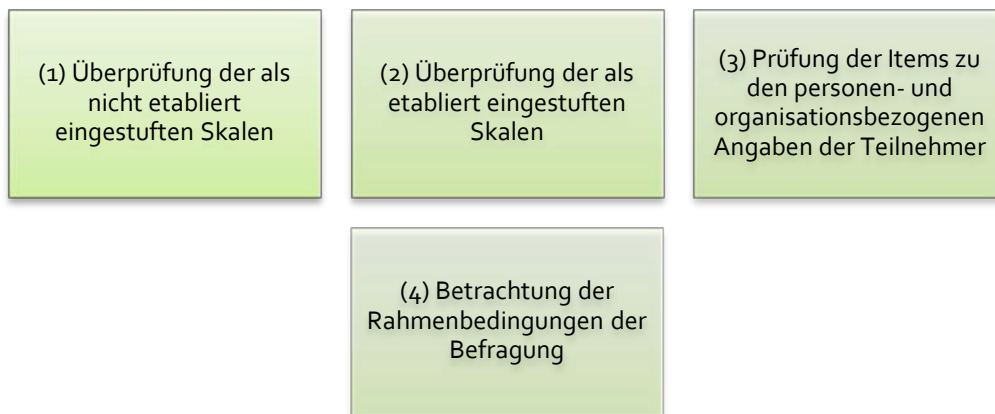 (1) Überprüfung der als
nicht etabliert
eingestuften Skalen
(2) Überprüfung der als
etabliert eingestuften
Skalen
(3) Prüfung der Items zu
den personen- und
organisationsbezogenen
Angaben der Teilnehmer
(4) Betrachtung der
Rahmenbedingungen der
Befragung